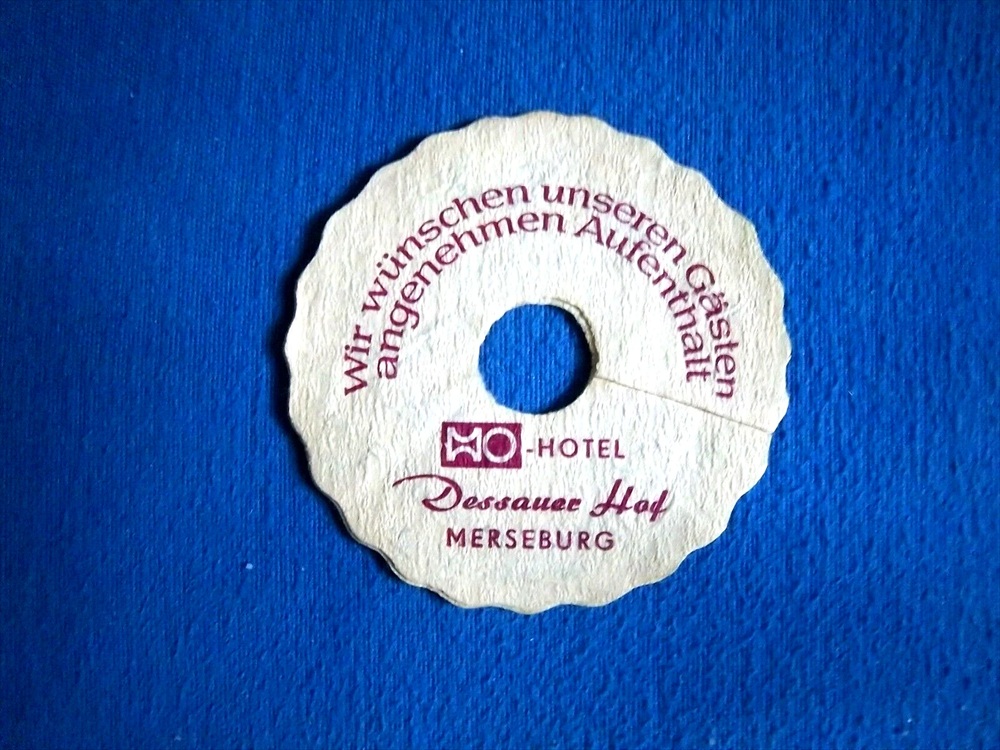 Wir wünschen unseren Gästen
angenehmen Aufenthalt
HO-HOTEL
Dessauer Hof
MERSEBURG